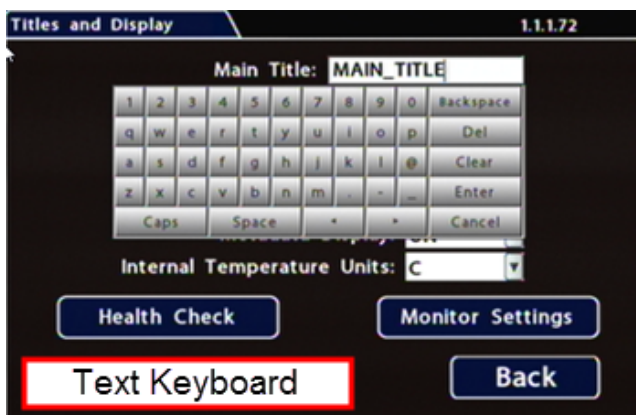 Titles and Display 1.1.1.72
Main Title: MAIN_TITLE
1 2 3 4 5 6 7 8 9 0 Backspace
q w e r t y u i o p Del
a s d f g h j k l @ Clear
z x c v b n m . - _ Enter
Caps Space Cancel
Internal Temperature Units: C
Health Check Monitor Settings
Text Keyboard Back